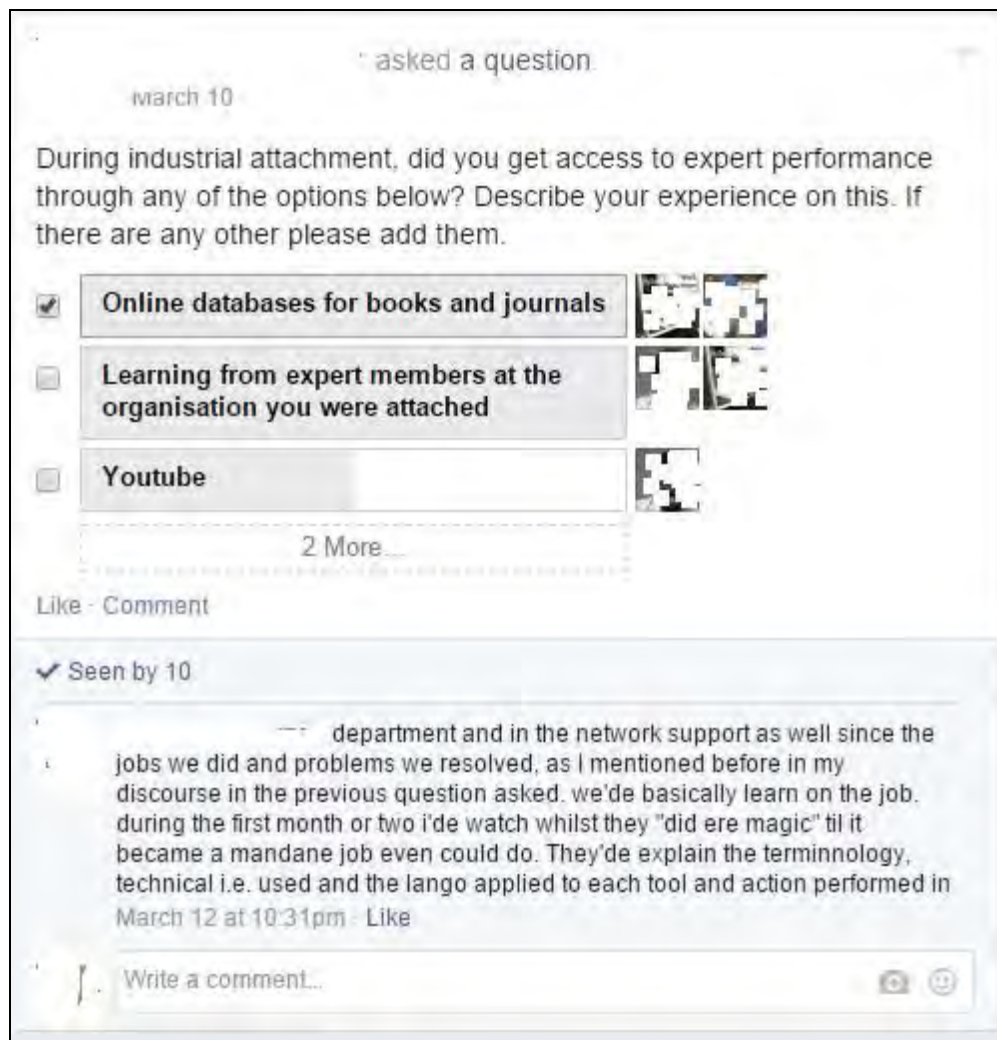 asked a question
March 10
During industrial attachment, did you get access to expert performance
through any of the options below? Describe your experience on this. If
there are any other please add them.
Online databases for books and journals
Learning from expert members at the
organisation you were attached
Youtube
2 More...
Like · Comment
Seen by 10
department and in the network support as well since the
jobs we did and problems we resolved, as I mentioned before in my
discourse in the previous question asked. we'de basically learn on the job.
during the first month or two i'de watch whilst they "did ere magic" til it
became a mandane job even could do. They'de explain the terminnology,
technical i.e. used and the lango applied to each tool and action performed in
March 12 at 10:31pm · Like
Write a comment...